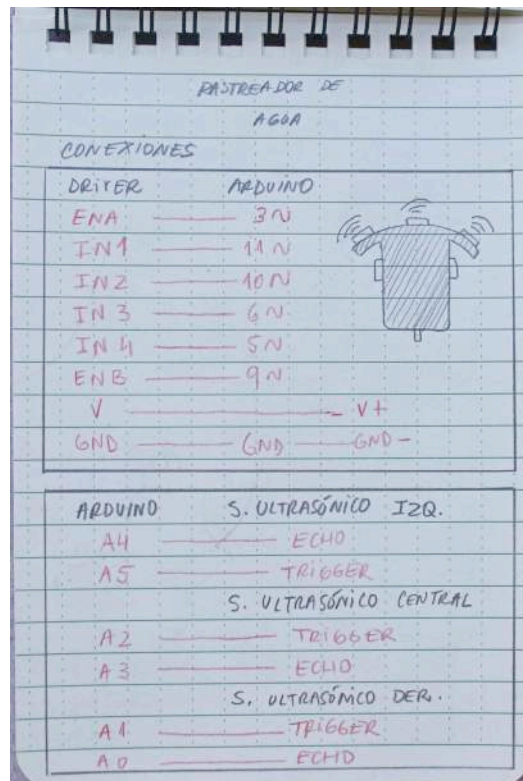 RASTREADOR DE
AGUA
CONEXIONES
DRIVER ARDUINO
ENA 3~
IN1 11~
IN2 10~
IN3 6~
IN4 5~
ENB 9~
V V+
GND GND GND -
ARDUINO S. ULTRASÓNICO IZQ.
A4 ECHO
A5 TRIGGER
S. ULTRASÓNICO CENTRAL
A2 TRIGGER
A3 ECHO
S. ULTRASÓNICO DER.
A1 TRIGGER
A0 ECHO